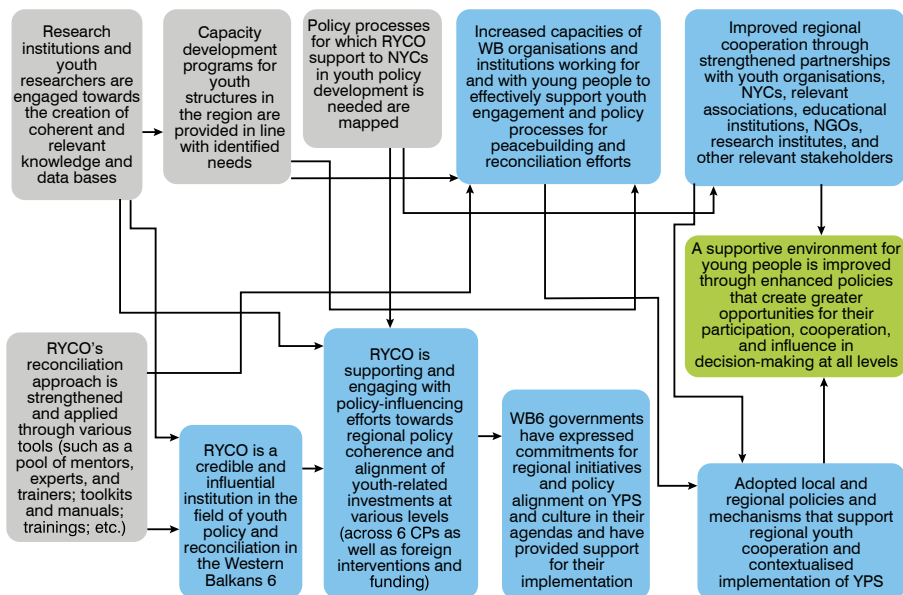 Research
institutions and
youth
researchers are
engaged towards
the creation of
coherent and
relevant
knowledge and
data bases
Capacity
development
programs for
youth
structures in
the region are
provided in line
with identified
needs
Policy processes
for which RYCO
support to NYCs
in youth policy
development is
needed are
mapped
Increased capacities of
WB organisations and
institutions working for
and with young people to
effectively support youth
engagement and policy
processes for
peacebuilding and
reconciliation efforts
Improved regional
cooperation through
strengthened partnerships
with youth organisations,
NYCs, relevant
associations, educational
institutions, NGOs,
research institutes, and
other relevant stakeholders
A supportive environment for
young people is improved
through enhanced policies
that create greater
opportunities for their
participation, cooperation,
and influence in
decision-making at all levels
RYCO's
reconciliation
approach is
strengthened
and applied
through various
tools (such as a
pool of mentors,
experts, and
trainers; toolkits
and manuals;
trainings; etc.)
RYCO is a
credible and
influential
institution in the
field of youth
policy and
reconciliation in
the Western
Balkans 6
RYCO is
supporting and
engaging with
policy-influencing
efforts towards
regional policy
coherence and
alignment of
youth-related
investments at
various levels
(across 6 CPs as
well as foreign
interventions and
funding)
WB6 governments
have expressed
commitments for
regional initiatives
and policy
alignment on YPS
and culture in their
agendas and have
provided support
for their
implementation
Adopted local and
regional policies and
mechanisms that support
regional youth
cooperation and
contextualised
implementation of YPS